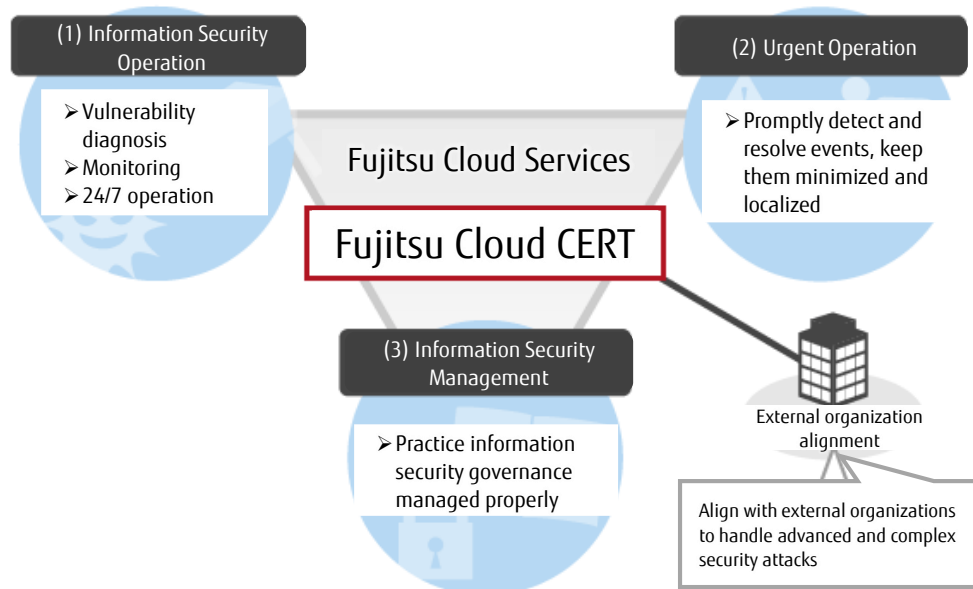 (1) Information Security
Operation
➢ Vulnerability
diagnosis
➢ Monitoring
➢ 24/7 operation
(2) Urgent Operation
➢ Promptly detect and
resolve events, keep
them minimized and
localized
Fujitsu Cloud Services
Fujitsu Cloud CERT
(3) Information Security
Management
➢ Practice information
security governance
managed properly
External organization
alignment
Align with external organizations
to handle advanced and complex
security attacks